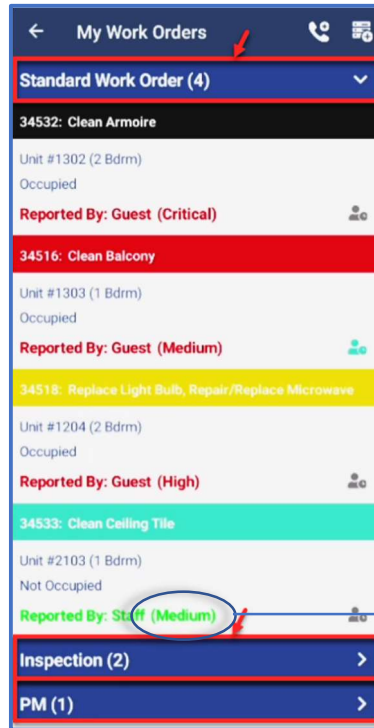 My Work Orders
Standard Work Order (4)
34532: Clean Armoire
Unit #1302 (2 Bdrm)
Occupied
Reported By: Guest (Critical)
34516: Clean Balcony
Unit #1303 (1 Bdrm)
Occupied
Reported By: Guest (Medium)
34518: Replace Light Bulb, Repair/Replace Microwave
Unit #1204 (2 Bdrm)
Occupied
Reported By: Guest (High)
34533: Clean Ceiling Tile
Unit #2103 (1 Bdrm)
Not Occupied
Reported By: Staff (Medium)
Inspection (2)
PM (1)